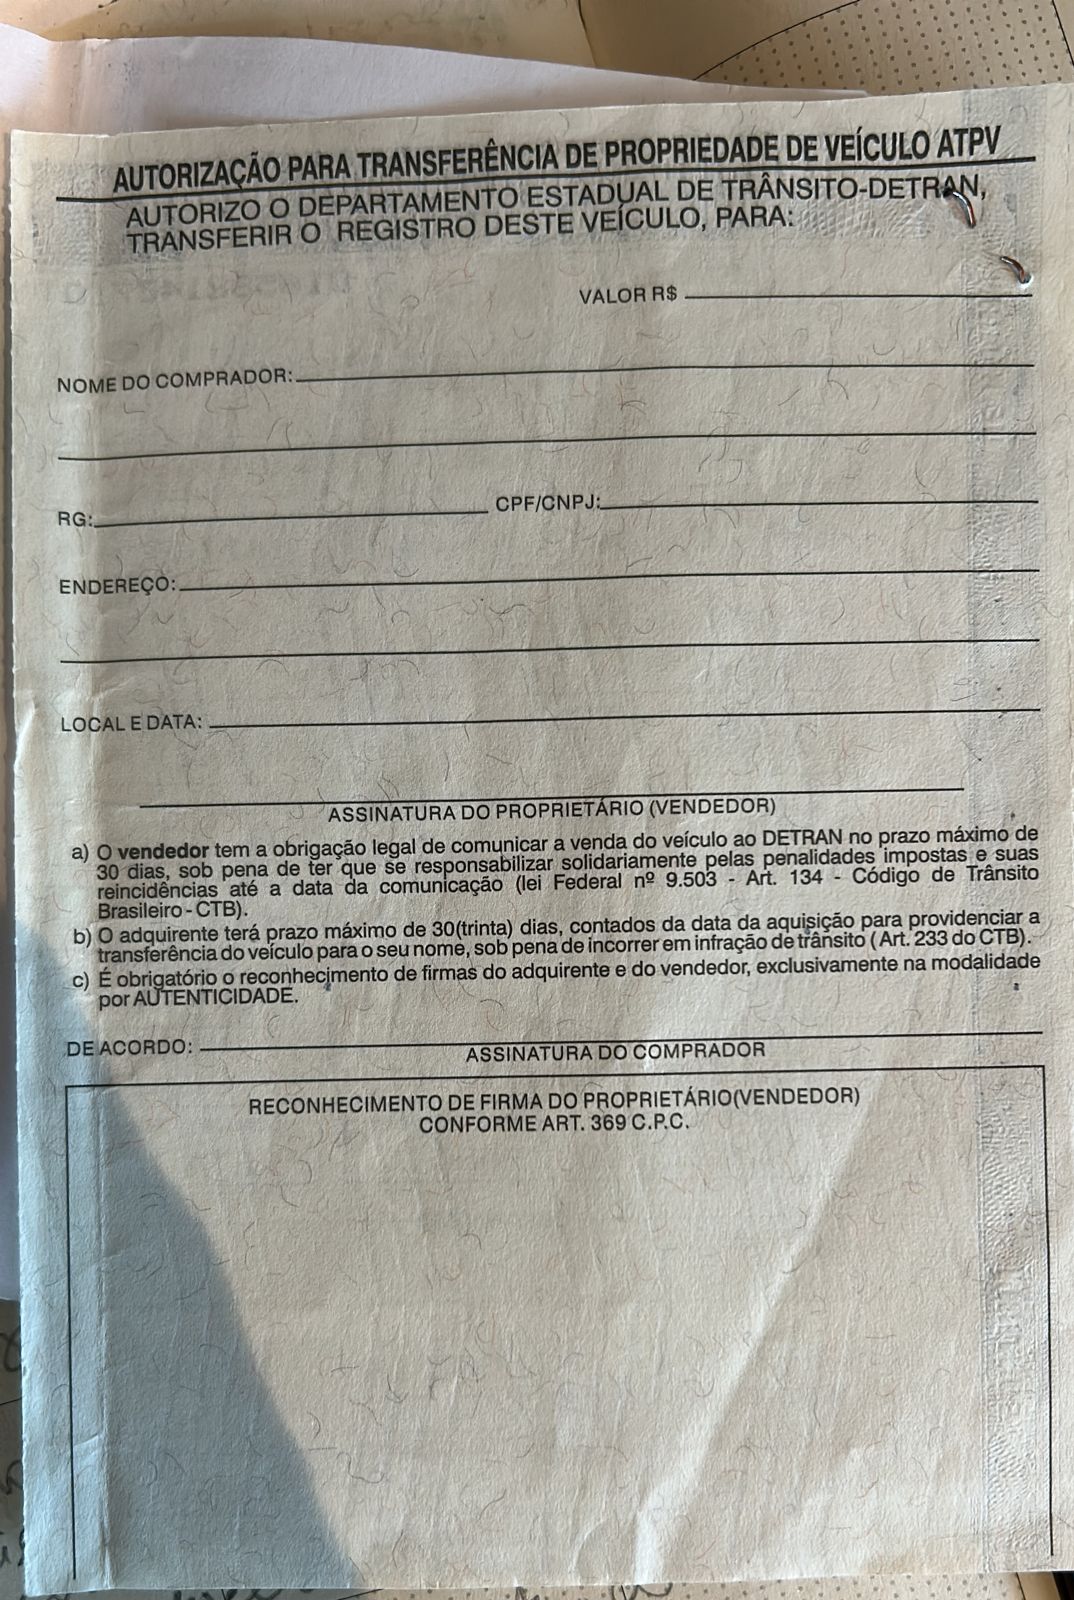 AUTORIZAÇÃO PARA TRANSFERÊNCIA DE PROPRIEDADE DE VEÍCULO ATPV
AUTORIZO O DEPARTAMENTO ESTADUAL DE TRÂNSITO-DETRAN,
TRANSFERIR O REGISTRO DESTE VEÍCULO, PARA:
VALOR R$
NOME DO COMPRADOR:
RG: CPF/CNPJ:
ENDEREÇO:
LOCAL E DATA:
ASSINATURA DO PROPRIETÁRIO (VENDEDOR)
a) O vendedor tem a obrigação legal de comunicar a venda do veículo ao DETRAN no prazo máximo de
30 dias, sob pena de ter que se responsabilizar solidariamente pelas penalidades impostas e suas
reincidências até a data da comunicação (lei Federal nº 9.503 - Art. 134 - Código de Trânsito
Brasileiro - CTB).
b) O adquirente terá prazo máximo de 30(trinta) dias, contados da data da aquisição para providenciar a
transferência do veículo para o seu nome, sob pena de incorrer em infração de trânsito ( Art. 233 do CTB).
c) É obrigatório o reconhecimento de firmas do adquirente e do vendedor, exclusivamente na modalidade
por AUTENTICIDADE.
DE ACORDO:
ASSINATURA DO COMPRADOR
RECONHECIMENTO DE FIRMA DO PROPRIETÁRIO(VENDEDOR)
CONFORME ART. 369 C.P.C.